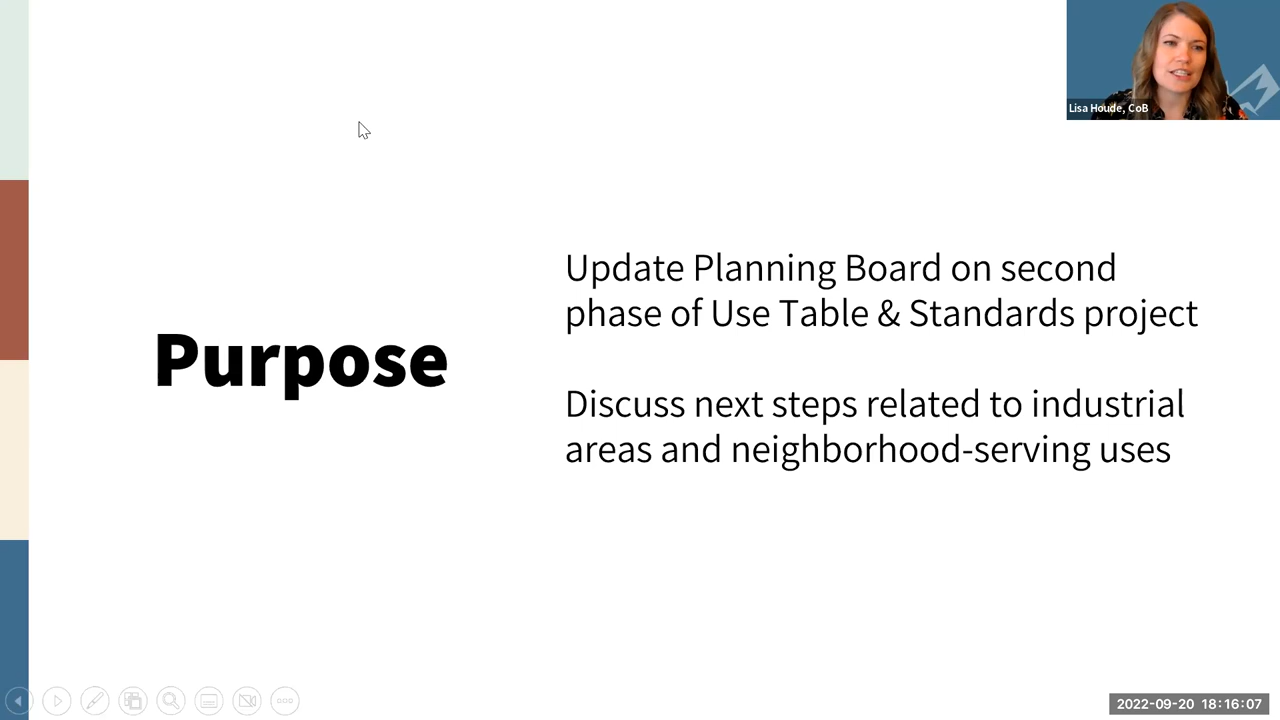 Lisa Houde, CoB
Purpose
Update Planning Board on second
phase of Use Table & Standards project
Discuss next steps related to industrial
areas and neighborhood-serving uses
2022-09-20 18:16:07